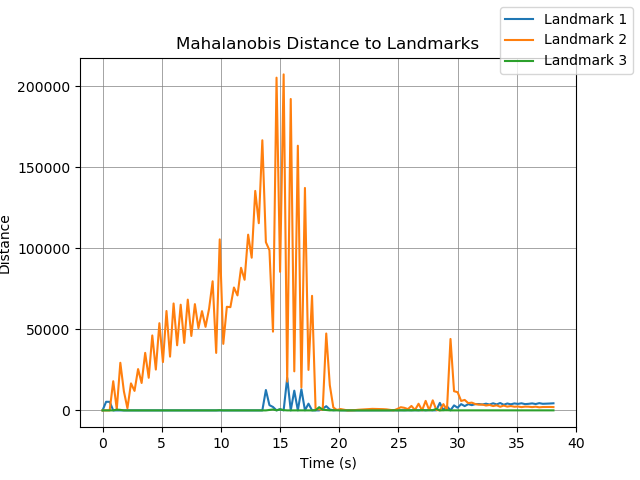 Landmark 1
Landmark 2
Landmark 3
Mahalanobis Distance to Landmarks
200000
150000
100000
50000
0
Distance
0 5 10 15 20 25 30 35 40
Time (s)